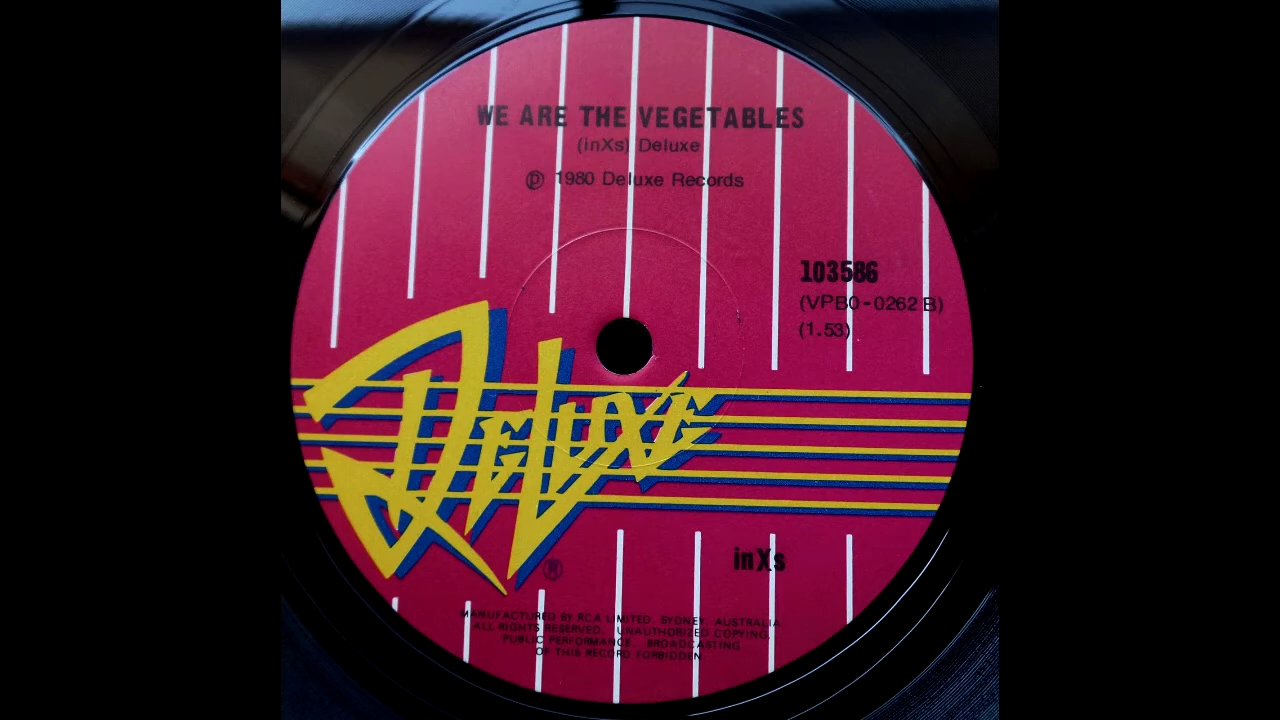 WE ARE THE VEGETABLES
(inXs) Deluxe
℗ 1980 Deluxe Records
103586
(VPB0-0262 B)
(1.53)
DELUXE
inXs
MANUFACTURED BY RCA LIMITED. SYDNEY. AUSTRALIA
ALL RIGHTS RESERVED. UNAUTHORIZED COPYING.
PUBLIC PERFORMANCE. BROADCASTING
OF THIS RECORD FORBIDDEN